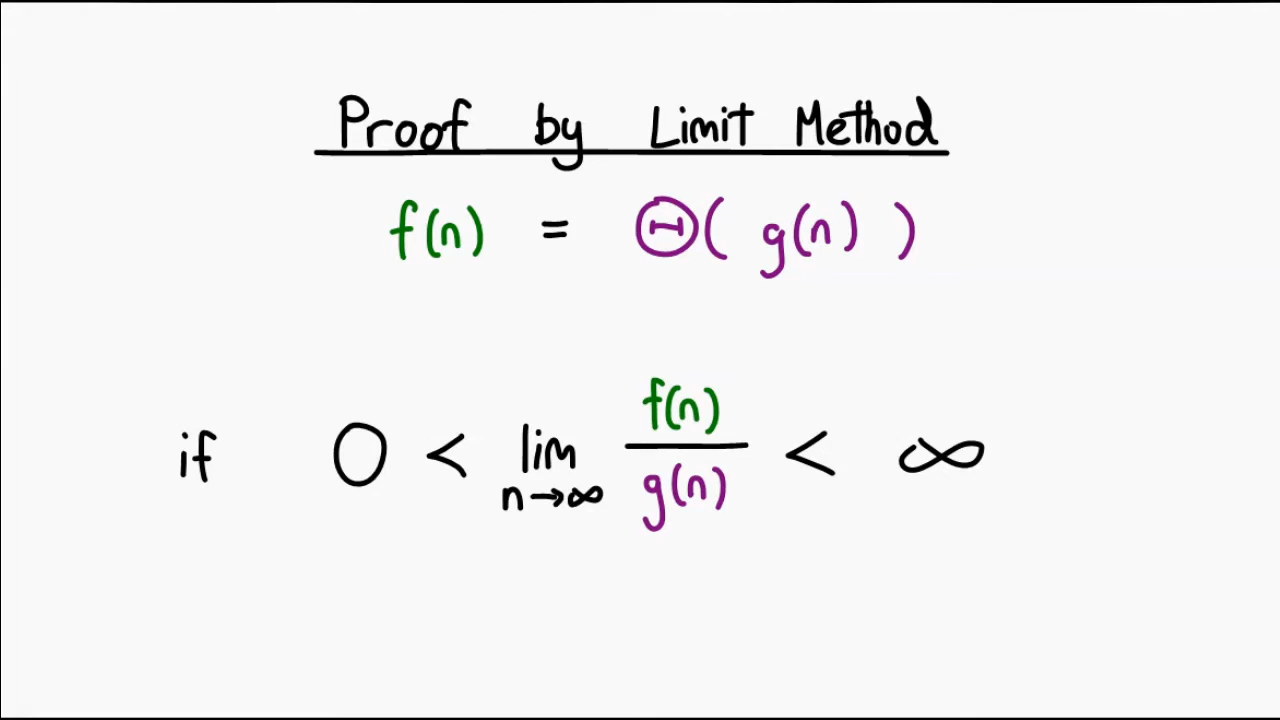 Proof by Limit Method
f(n) = Θ( g(n) )
if 0 < lim n→∞ f(n) / g(n) < ∞